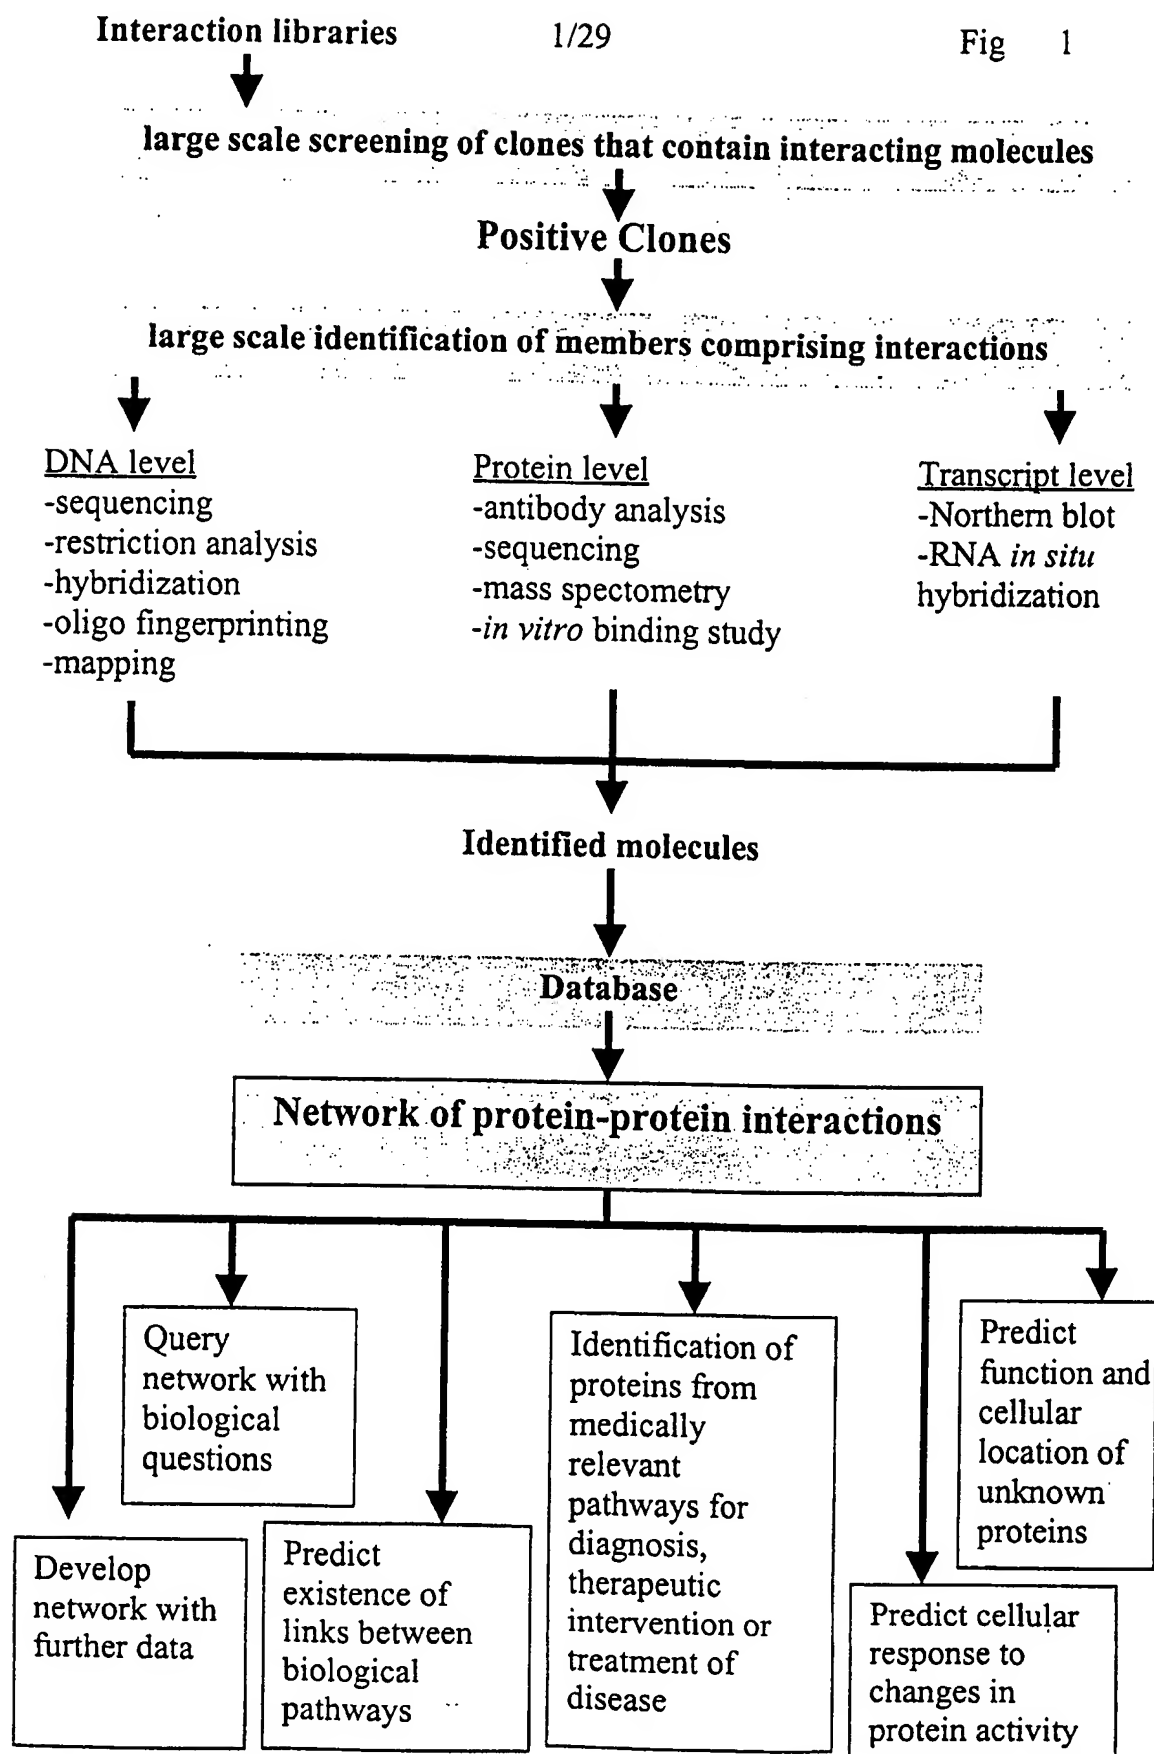 Interaction libraries
1/29
Fig 1
large scale screening of clones that contain interacting molecules
Positive Clones
large scale identification of members comprising interactions
DNA level
-sequencing
-restriction analysis
-hybridization
-oligo fingerprinting
-mapping
Protein level
-antibody analysis
-sequencing
-mass spectometry
-in vitro binding study
Transcript level
-Northern blot
-RNA in situ
hybridization
Identified molecules
Database
Network of protein-protein interactions
Develop
network with
further data
Query
network with
biological
questions
Predict
existence of
links between
biological
pathways
Identification of
proteins from
medically
relevant
pathways for
diagnosis,
therapeutic
intervention or
treatment of
disease
Predict cellular
response to
changes in
protein activity
Predict
function and
cellular
location of
unknown
proteins